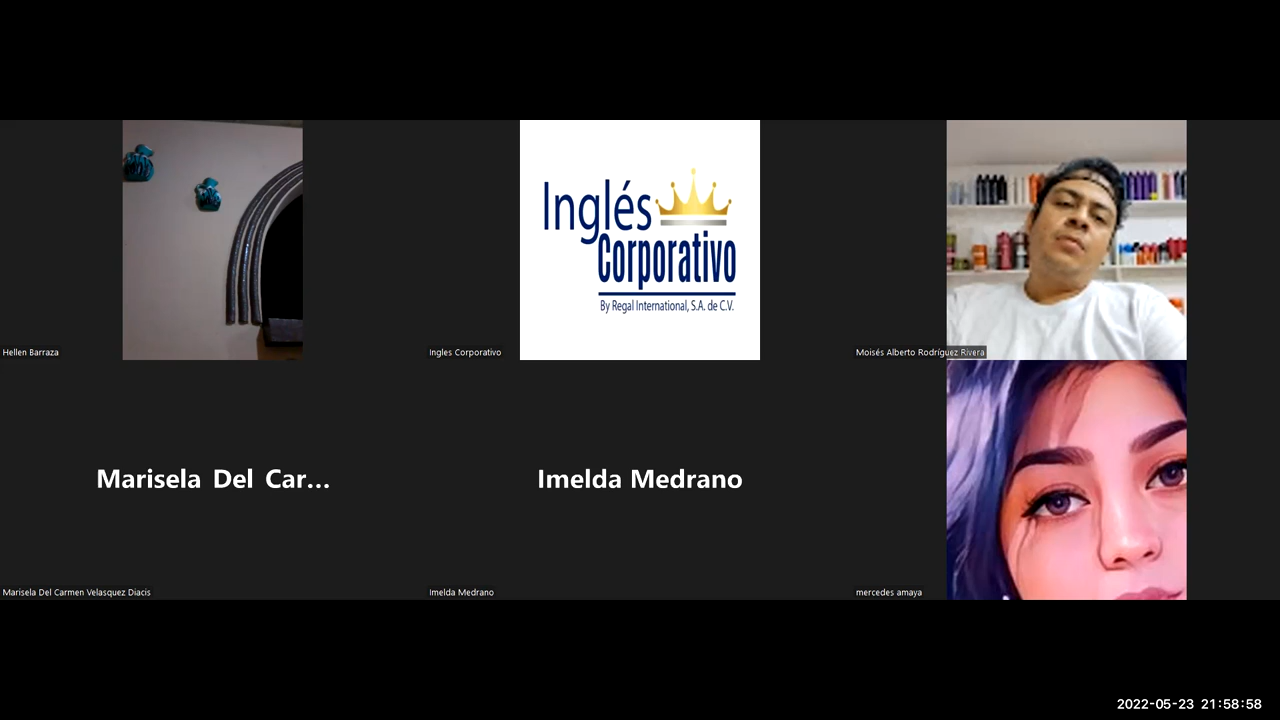 Inglés
Corporativo
By Regal International, S.A. de C.V.
Hellen Barraza
Ingles Corporativo
Moisés Alberto Rodríguez Rivera
Marisela Del Car...
Imelda Medrano
Marisela Del Carmen Velasquez Diacis
Imelda Medrano
mercedes amaya
2022-05-23 21:58:58